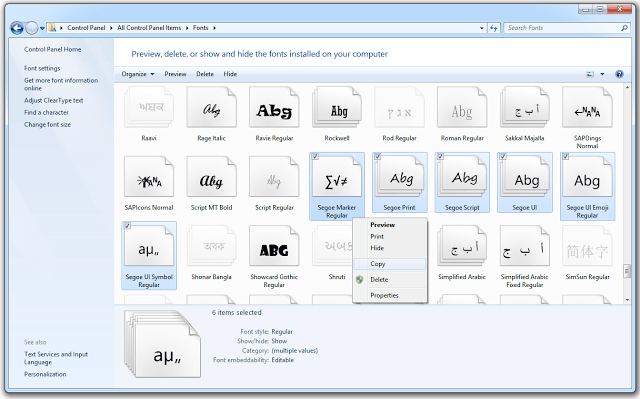 Control Panel ▸ All Control Panel Items ▸ Fonts ▸
Search Fonts
Control Panel Home
Font settings
Get more font information
online
Adjust ClearType text
Find a character
Change font size
Preview, delete, or show and hide the fonts installed on your computer
Organize Preview Delete Hide
Abg Abg Abg Abg أ ب ج
Raavi Rage Italic Ravie Regular Rockwell Rod Regular Roman Regular Sakkal Majalla SAPDings
Normal
Abg Abg ∑√≠ Abg Abg Abg Abg
SAPIcons Normal Script MT Bold Script Regular Segoe Marker
Regular Segoe Print Segoe Script Segoe UI Segoe UI Emoji
Regular
aµ„ অবক ABG أ ب ج أ ب ج 简体字
Segoe UI Symbol
Regular Shonar Bangla Showcard Gothic
Regular Shruti Simplified Arabic Simplified Arabic
Fixed Regular SimSun Regular
Preview
Print
Hide
Copy
Delete
Properties
See also
Text Services and Input
Language
Personalization
aµ„
6 items selected
Font style: Regular
Show/hide: Show
Category: (multiple values)
Font embeddability: Editable